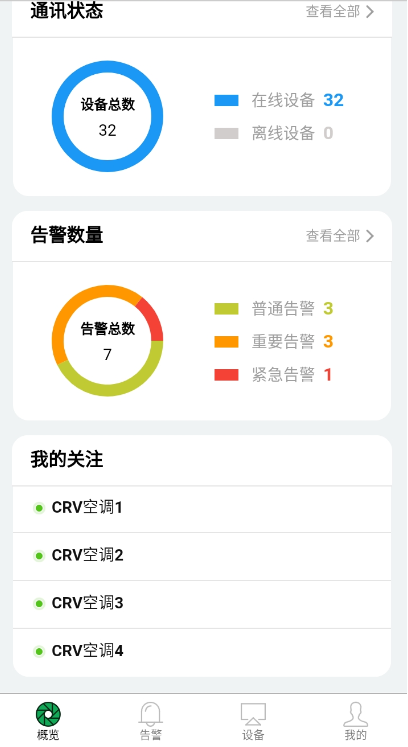 通讯状态 查看全部
设备总数
32
在线设备 32
离线设备 0
告警数量 查看全部
告警总数
7
普通告警 3
重要告警 3
紧急告警 1
我的关注
CRV空调1
CRV空调2
CRV空调3
CRV空调4
概览 告警 设备 我的